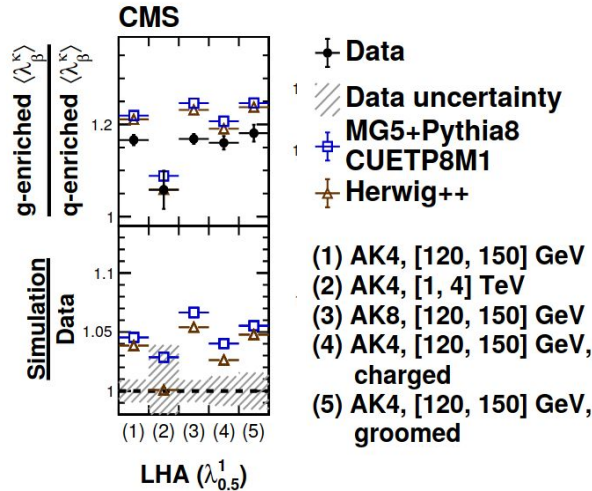 CMS
g-enriched ⟨λ^κ_β⟩
q-enriched ⟨λ^κ_β⟩
1.2
1
Simulation
Data
1.1
1.05
1
(1) (2) (3) (4) (5)
LHA (λ^1_0.5)
Data
Data uncertainty
MG5+Pythia8
CUETP8M1
Herwig++
1
1
(1) AK4, [120, 150] GeV
(2) AK4, [1, 4] TeV
(3) AK8, [120, 150] GeV
(4) AK4, [120, 150] GeV,
charged
(5) AK4, [120, 150] GeV,
groomed